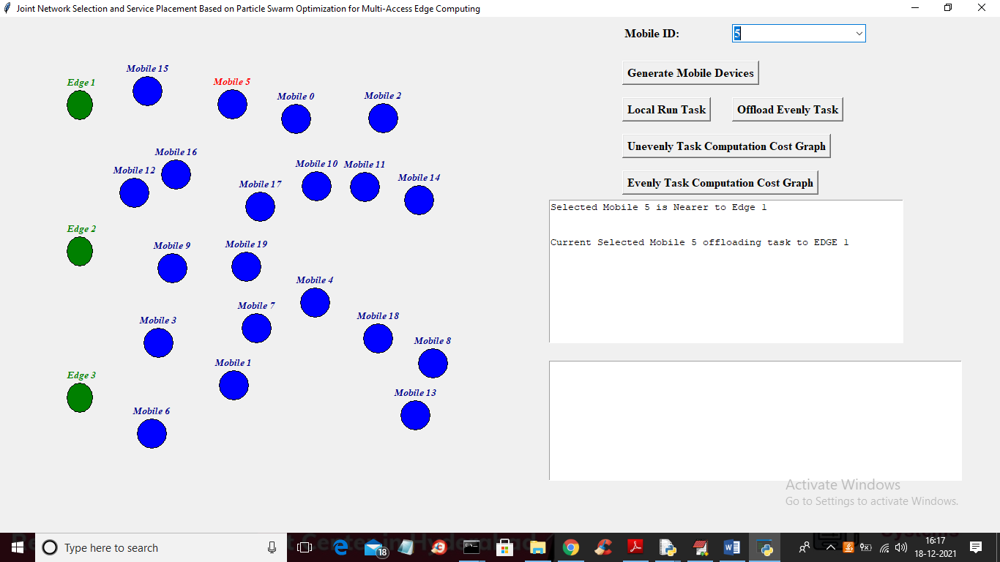 Joint Network Selection and Service Placement Based on Particle Swarm Optimization for Multi-Access Edge Computing
Mobile ID:
5
Generate Mobile Devices
Local Run Task
Offload Evenly Task
Unevenly Task Computation Cost Graph
Evenly Task Computation Cost Graph
Selected Mobile 5 is Nearer to Edge 1
Current Selected Mobile 5 offloading task to EDGE 1
Mobile 15
Edge 1
Mobile 5
Mobile 0
Mobile 2
Mobile 16
Mobile 12
Mobile 17
Mobile 10
Mobile 11
Mobile 14
Edge 2
Mobile 9
Mobile 19
Mobile 4
Mobile 7
Mobile 3
Mobile 18
Mobile 8
Mobile 1
Edge 3
Mobile 13
Mobile 6
Activate Windows
Go to Settings to activate Windows.
Type here to search
18
16:17
18-12-2021